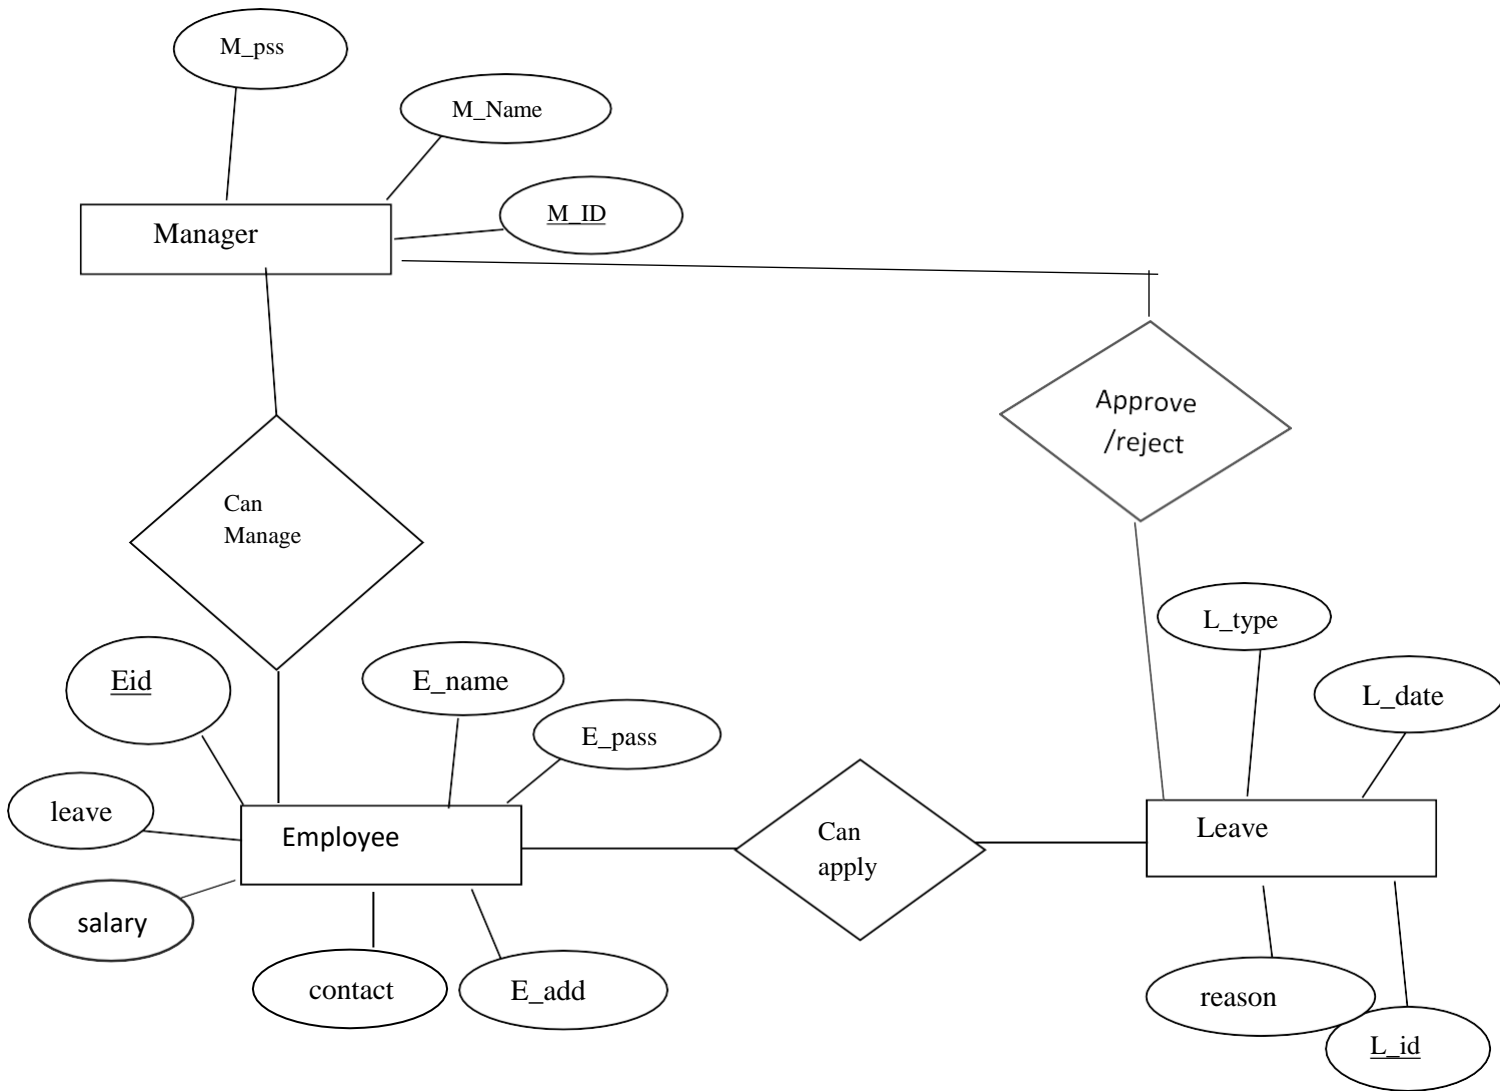 M_pss
M_Name
M_ID
Manager
Approve
/reject
Can
Manage
L_type
Eid
E_name
L_date
E_pass
leave
Employee
Can
apply
Leave
salary
contact
E_add
reason
L_id